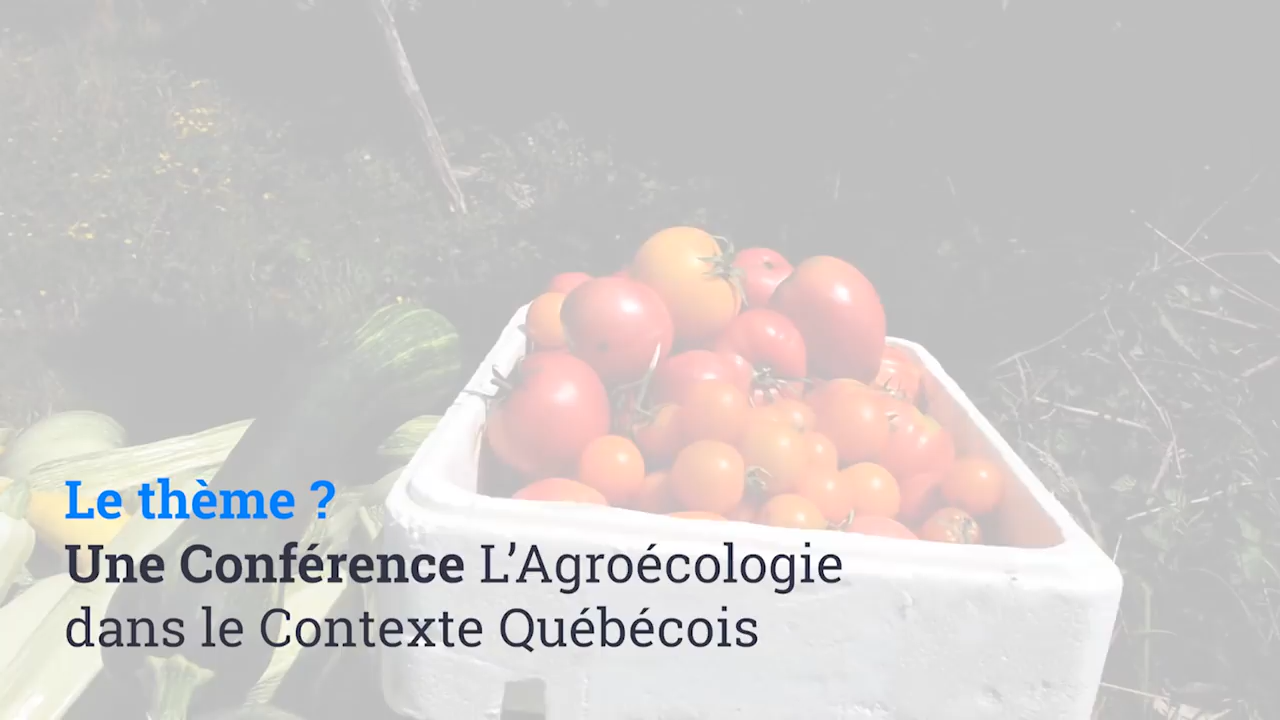 Le thème ?
Une Conférence L’Agroécologie
dans le Contexte Québécois